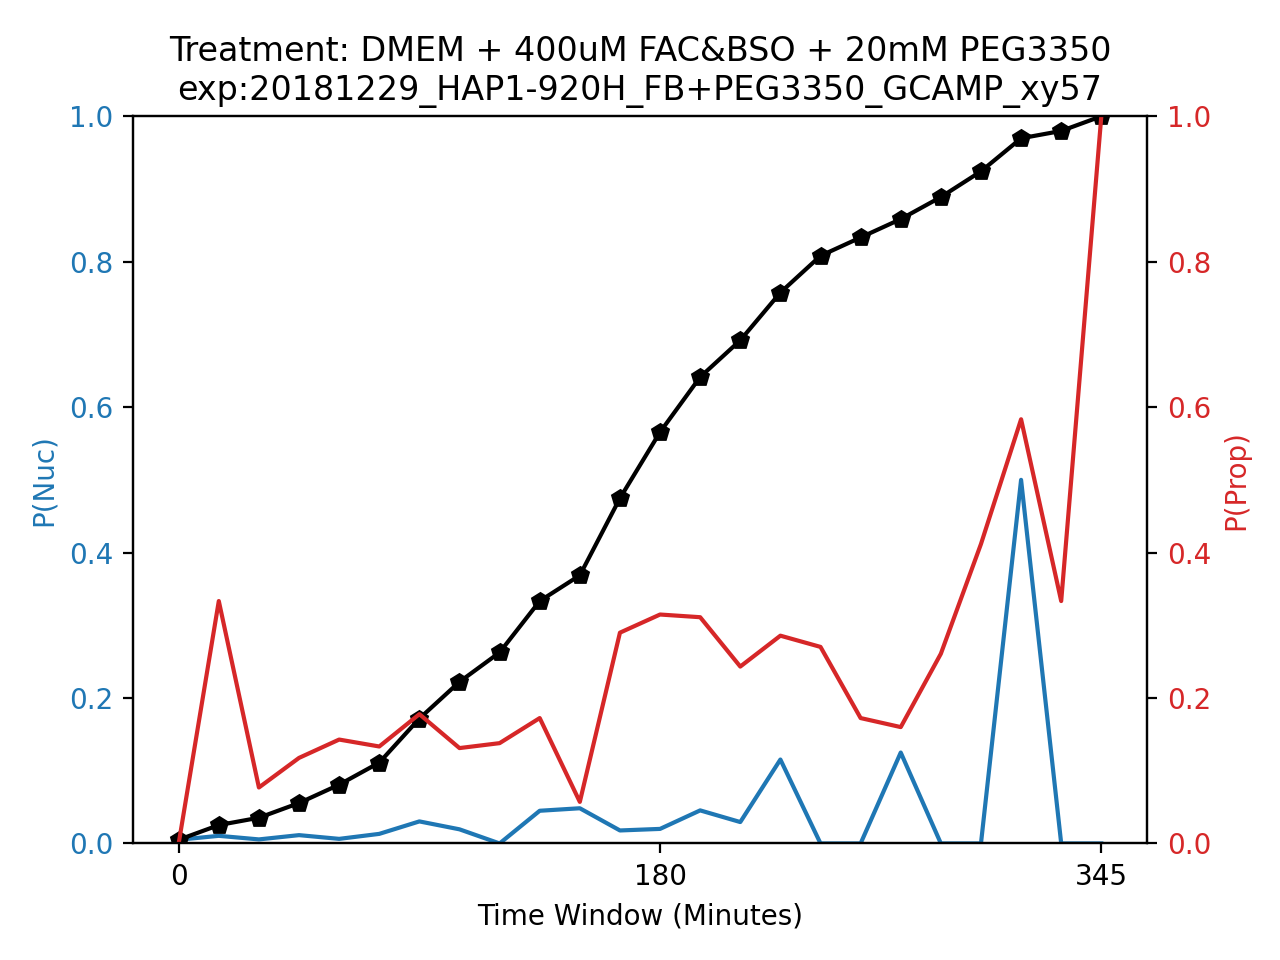 Treatment: DMEM + 400uM FAC&BSO + 20mM PEG3350
exp:20181229_HAP1-920H_FB+PEG3350_GCAMP_xy57
1.0
0.8
0.6
0.4
0.2
0.0
P(Nuc)
1.0
0.8
0.6
0.4
0.2
0.0
P(Prop)
0 180 345
Time Window (Minutes)